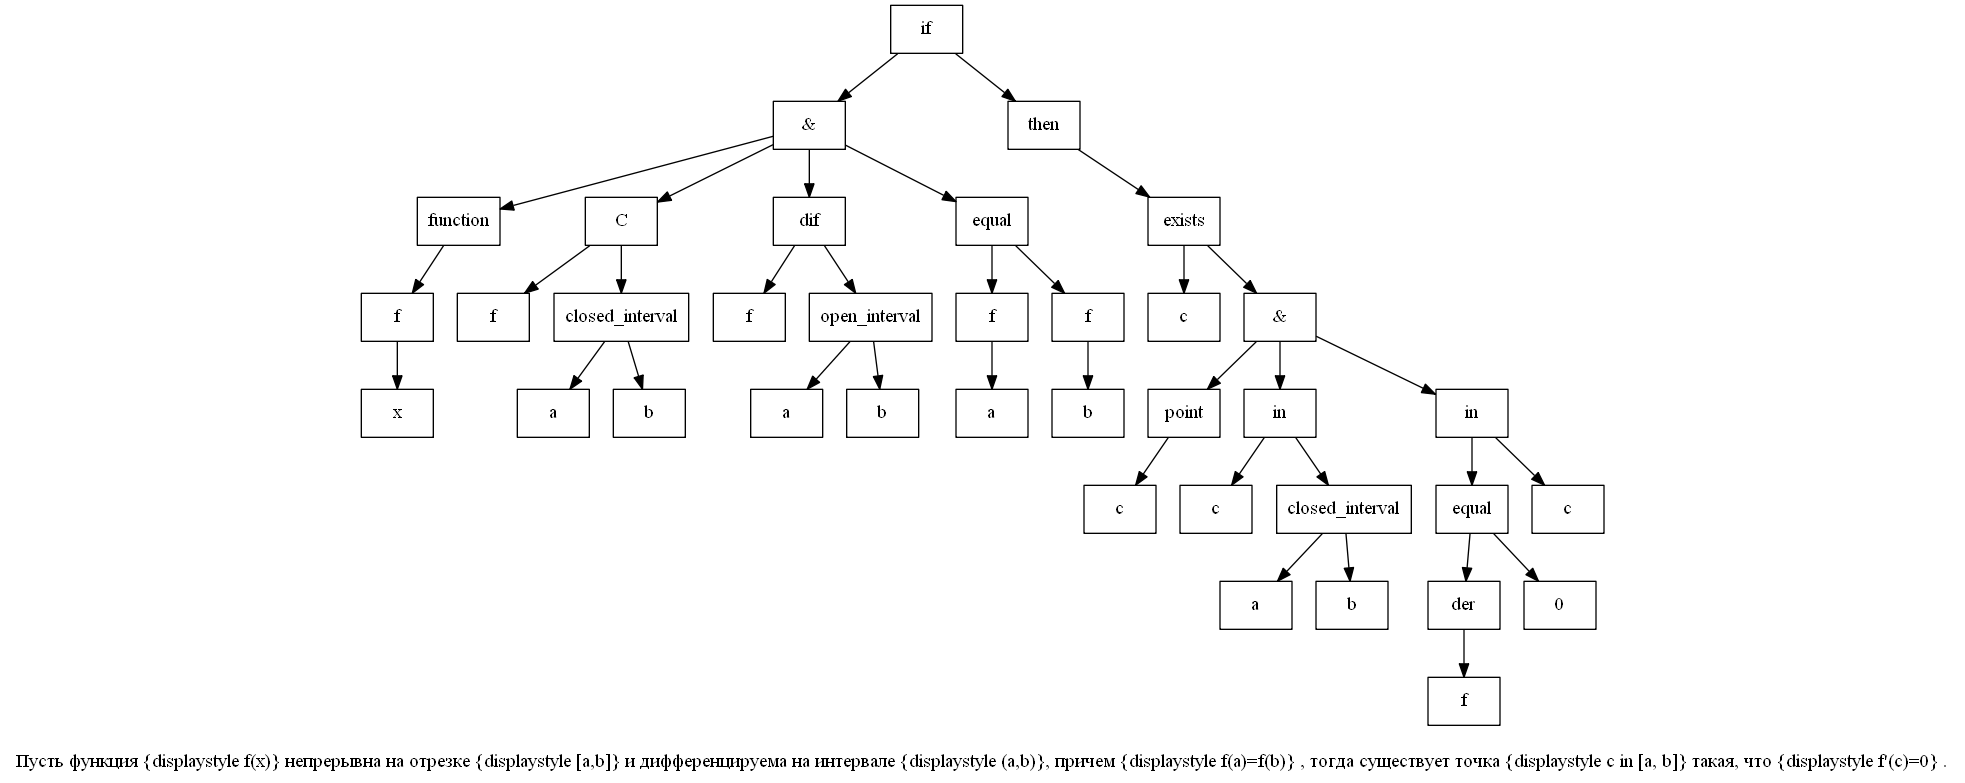 if
& then
function C dif equal exists
f f closed_interval f open_interval f f c &
x a b a b a b point in in
c c closed_interval equal c
a b der 0
f
Пусть функция {displaystyle f(x)} непрерывна на отрезке {displaystyle [a,b]} и дифференцируема на интервале {displaystyle (a,b)}, причем {displaystyle f(a)=f(b)} , тогда существует точка {displaystyle c in [a, b]} такая, что {displaystyle f'(c)=0} .